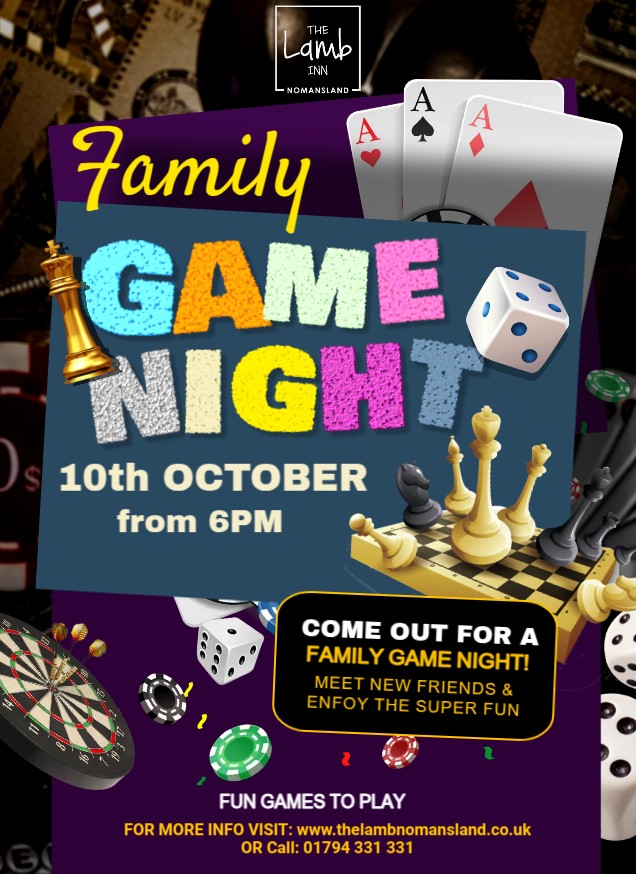 THE
Lamb
INN
NOMANSLAND
A
A
A
Family
GAME
NIGHT
10th OCTOBER
from 6PM
COME OUT FOR A
FAMILY GAME NIGHT!
MEET NEW FRIENDS &
ENFOY THE SUPER FUN
FUN GAMES TO PLAY
FOR MORE INFO VISIT: www.thelambnomansland.co.uk
OR Call: 01794 331 331